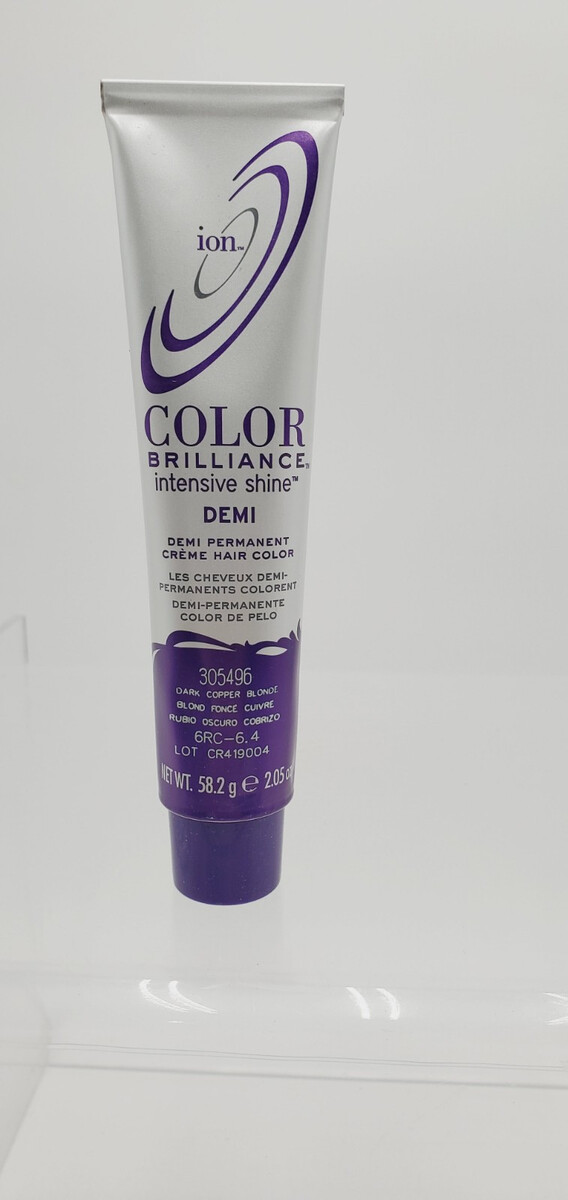 ion™
COLOR
BRILLIANCE™
intensive shine™
DEMI
DEMI PERMANENT
CRÈME HAIR COLOR
LES CHEVEUX DEMI-
PERMANENTS COLORENT
DEMI-PERMANENTE
COLOR DE PELO
305496
DARK COPPER BLONDE
BLOND FONCÉ CUIVRÉ
RUBIO OSCURO COBRIZO
6RC-6.4
LOT CR419004
NET WT. 58.2 g ℮ 2.05